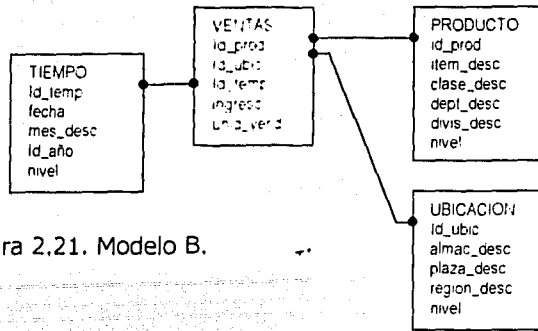 TIEMPO
Id_temp
fecha
mes_desc
id_año
nivel
VENTAS
id_prod
id_ubic
id_temp
ingreso
unid_vend
PRODUCTO
id_prod
item_desc
clase_desc
dept_desc
divis_desc
nivel
UBICACION
Id_ubic
almac_desc
plaza_desc
region_desc
nivel
ra 2.21. Modelo B.